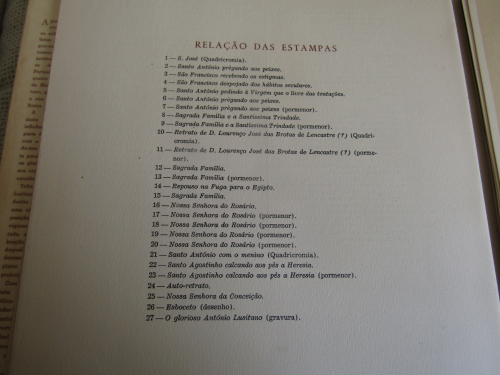 RELAÇÃO DAS ESTAMPAS
1 — S. José (Quadricromia).
2 — Santo António prègando aos peixes.
3 — São Francisco recebendo os estigmas.
4 — São Francisco despojado dos hábitos seculares.
5 — Santo António pedindo à Virgem que o livre das tentações.
6 — Santo António prègando aos peixes.
7 — Santo António prègando aos peixes (pormenor).
8 — Sagrada Família e a Santíssima Trindade.
9 — Sagrada Família e a Santíssima Trindade (pormenor).
10 — Retrato de D. Lourenço José das Brotas de Lencastre (?) (Quadri-
cromia).
11 — Retrato de D. Lourenço José das Brotas de Lencastre (?) (porme-
nor).
12 — Sagrada Família.
13 — Sagrada Família (pormenor).
14 — Repouso na Fuga para o Egipto.
15 — Sagrada Família.
16 — Nossa Senhora do Rosário.
17 — Nossa Senhora do Rosário (pormenor).
18 — Nossa Senhora do Rosário (pormenor).
19 — Nossa Senhora do Rosário (pormenor).
20 — Nossa Senhora do Rosário (pormenor).
21 — Santo António com o menino (Quadricromia).
22 — Santo Agostinho calcando aos pés a Heresia.
23 — Santo Agostinho calcando aos pés a Heresia (pormenor).
24 — Auto-retrato.
25 — Nossa Senhora da Conceição.
26 — Esboceto (desenho).
27 — O glorioso António Lusitano (gravura).